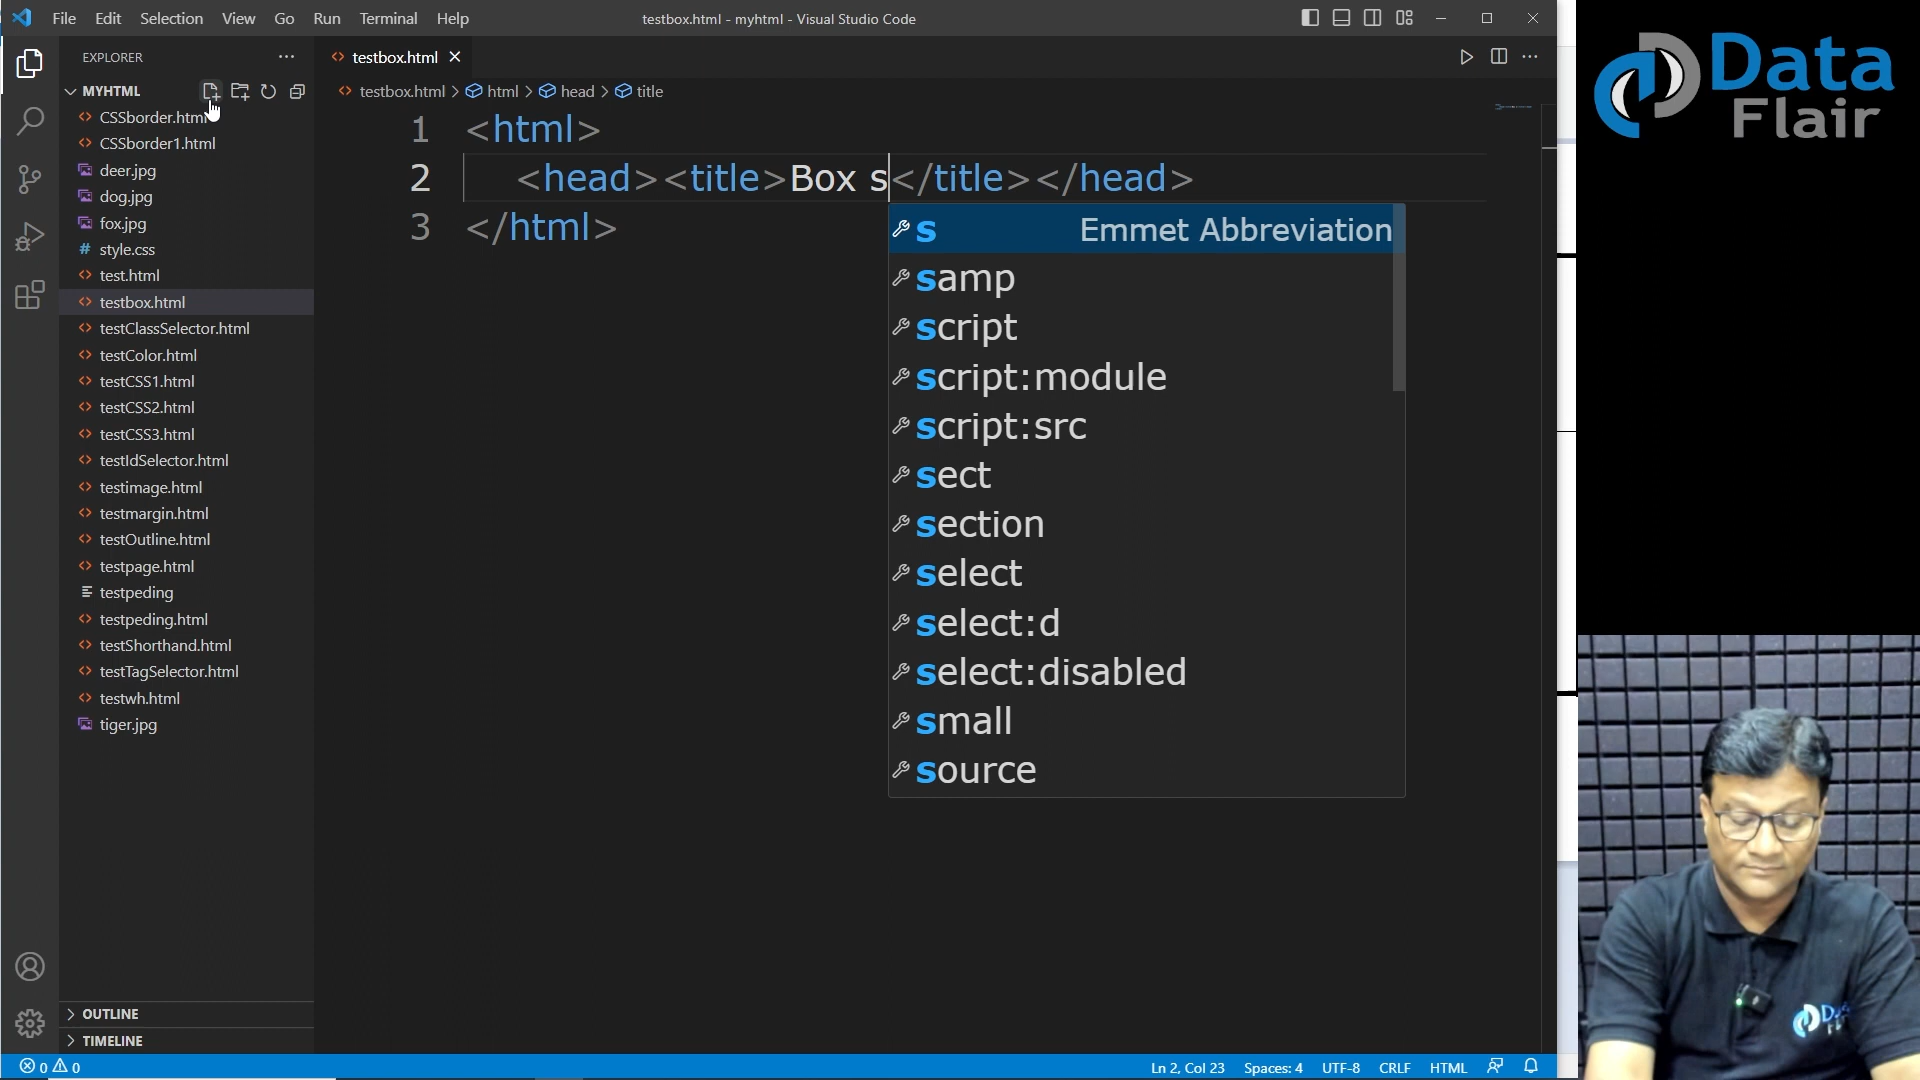 File Edit Selection View Go Run Terminal Help
testbox.html - myhtml - Visual Studio Code
EXPLORER
MYHTML
CSSborder.html
CSSborder1.html
deer.jpg
dog.jpg
fox.jpg
# style.css
test.html
testbox.html
testClassSelector.html
testColor.html
testCSS1.html
testCSS2.html
testCSS3.html
testIdSelector.html
testimage.html
testmargin.html
testOutline.html
testpage.html
testpeding
testpeding.html
testShorthand.html
testTagSelector.html
testwh.html
tiger.jpg
OUTLINE
TIMELINE
testbox.html
testbox.html > html > head > title
1 <html>
2 <head><title>Box s</title></head>
3 </html>
s Emmet Abbreviation
samp
script
script:module
script:src
sect
section
select
select:d
select:disabled
small
source
0 0
Ln 2, Col 23 Spaces: 4 UTF-8 CRLF HTML
Data
Flair